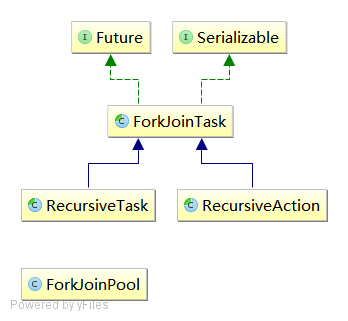 I Future
I Serializable
C ForkJoinTask
C RecursiveTask
C RecursiveAction
C ForkJoinPool
Powered by yFiles